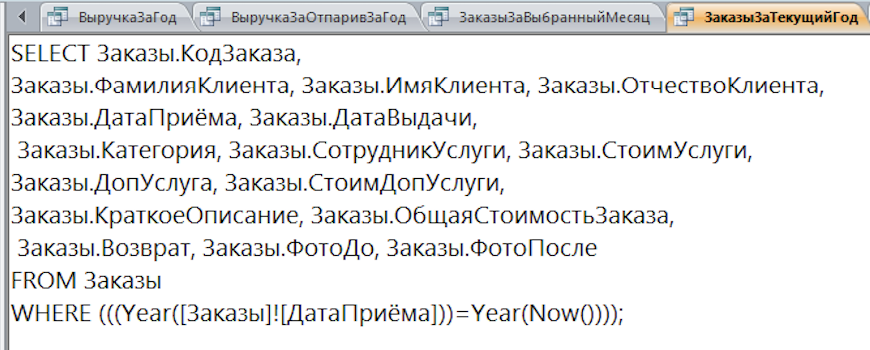 ВыручкаЗаГод ВыручкаЗаОтпаривЗаГод ЗаказыЗаВыбранныйМесяц ЗаказыЗаТекущийГод
SELECT Заказы.КодЗаказа,
Заказы.ФамилияКлиента, Заказы.ИмяКлиента, Заказы.ОтчествоКлиента,
Заказы.ДатаПриёма, Заказы.ДатаВыдачи,
Заказы.Категория, Заказы.СотрудникУслуги, Заказы.СтоимУслуги,
Заказы.ДопУслуга, Заказы.СтоимДопУслуги,
Заказы.КраткоеОписание, Заказы.ОбщаяСтоимостьЗаказа,
Заказы.Возврат, Заказы.ФотоДо, Заказы.ФотоПосле
FROM Заказы
WHERE (((Year([Заказы]![ДатаПриёма]))=Year(Now())));